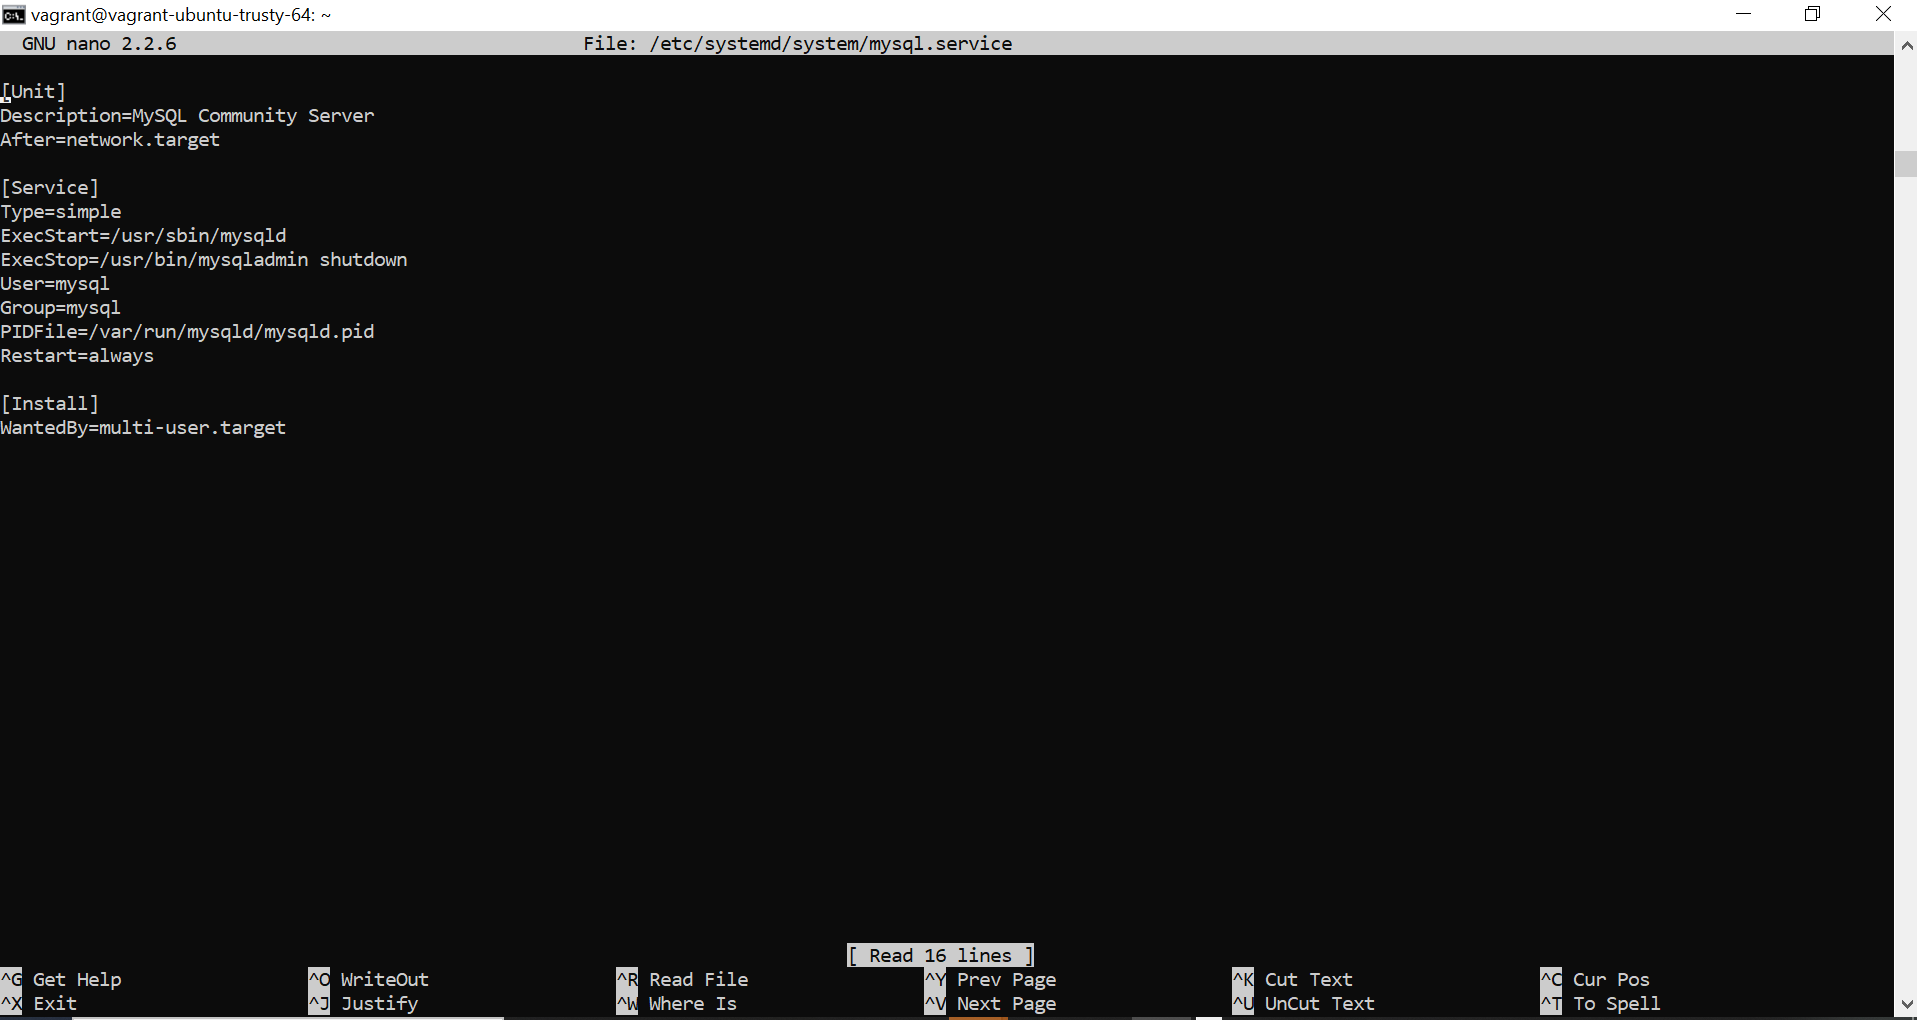 vagrant@vagrant-ubuntu-trusty-64: ~
GNU nano 2.2.6 File: /etc/systemd/system/mysql.service
[Unit]
Description=MySQL Community Server
After=network.target
[Service]
Type=simple
ExecStart=/usr/sbin/mysqld
ExecStop=/usr/bin/mysqladmin shutdown
User=mysql
Group=mysql
PIDFile=/var/run/mysqld/mysqld.pid
Restart=always
[Install]
WantedBy=multi-user.target
[ Read 16 lines ]
^G Get Help ^O WriteOut ^R Read File ^Y Prev Page ^K Cut Text ^C Cur Pos
^X Exit ^J Justify ^W Where Is ^V Next Page ^U UnCut Text ^T To Spell